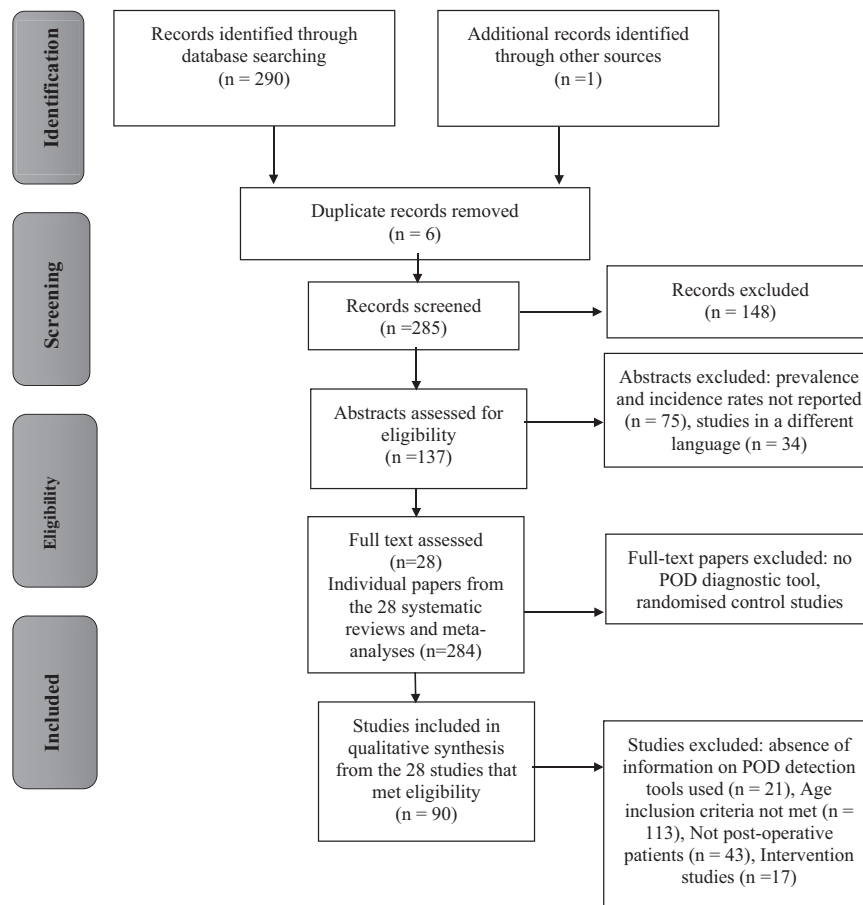 Identification
Records identified through
database searching
(n = 290)
Additional records identified
through other sources
(n =1)
Duplicate records removed
(n = 6)
Screening
Records screened
(n =285)
Records excluded
(n = 148)
Abstracts assessed for
eligibility
(n =137)
Abstracts excluded: prevalence
and incidence rates not reported
(n = 75), studies in a different
language (n = 34)
Eligibility
Full text assessed
(n=28)
Individual papers from
the 28 systematic
reviews and meta-
analyses (n=284)
Full-text papers excluded: no
POD diagnostic tool,
randomised control studies
Included
Studies included in
qualitative synthesis
from the 28 studies that
met eligibility
(n = 90)
Studies excluded: absence of
information on POD detection
tools used (n = 21), Age
inclusion criteria not met (n =
113), Not post-operative
patients (n = 43), Intervention
studies (n =17)